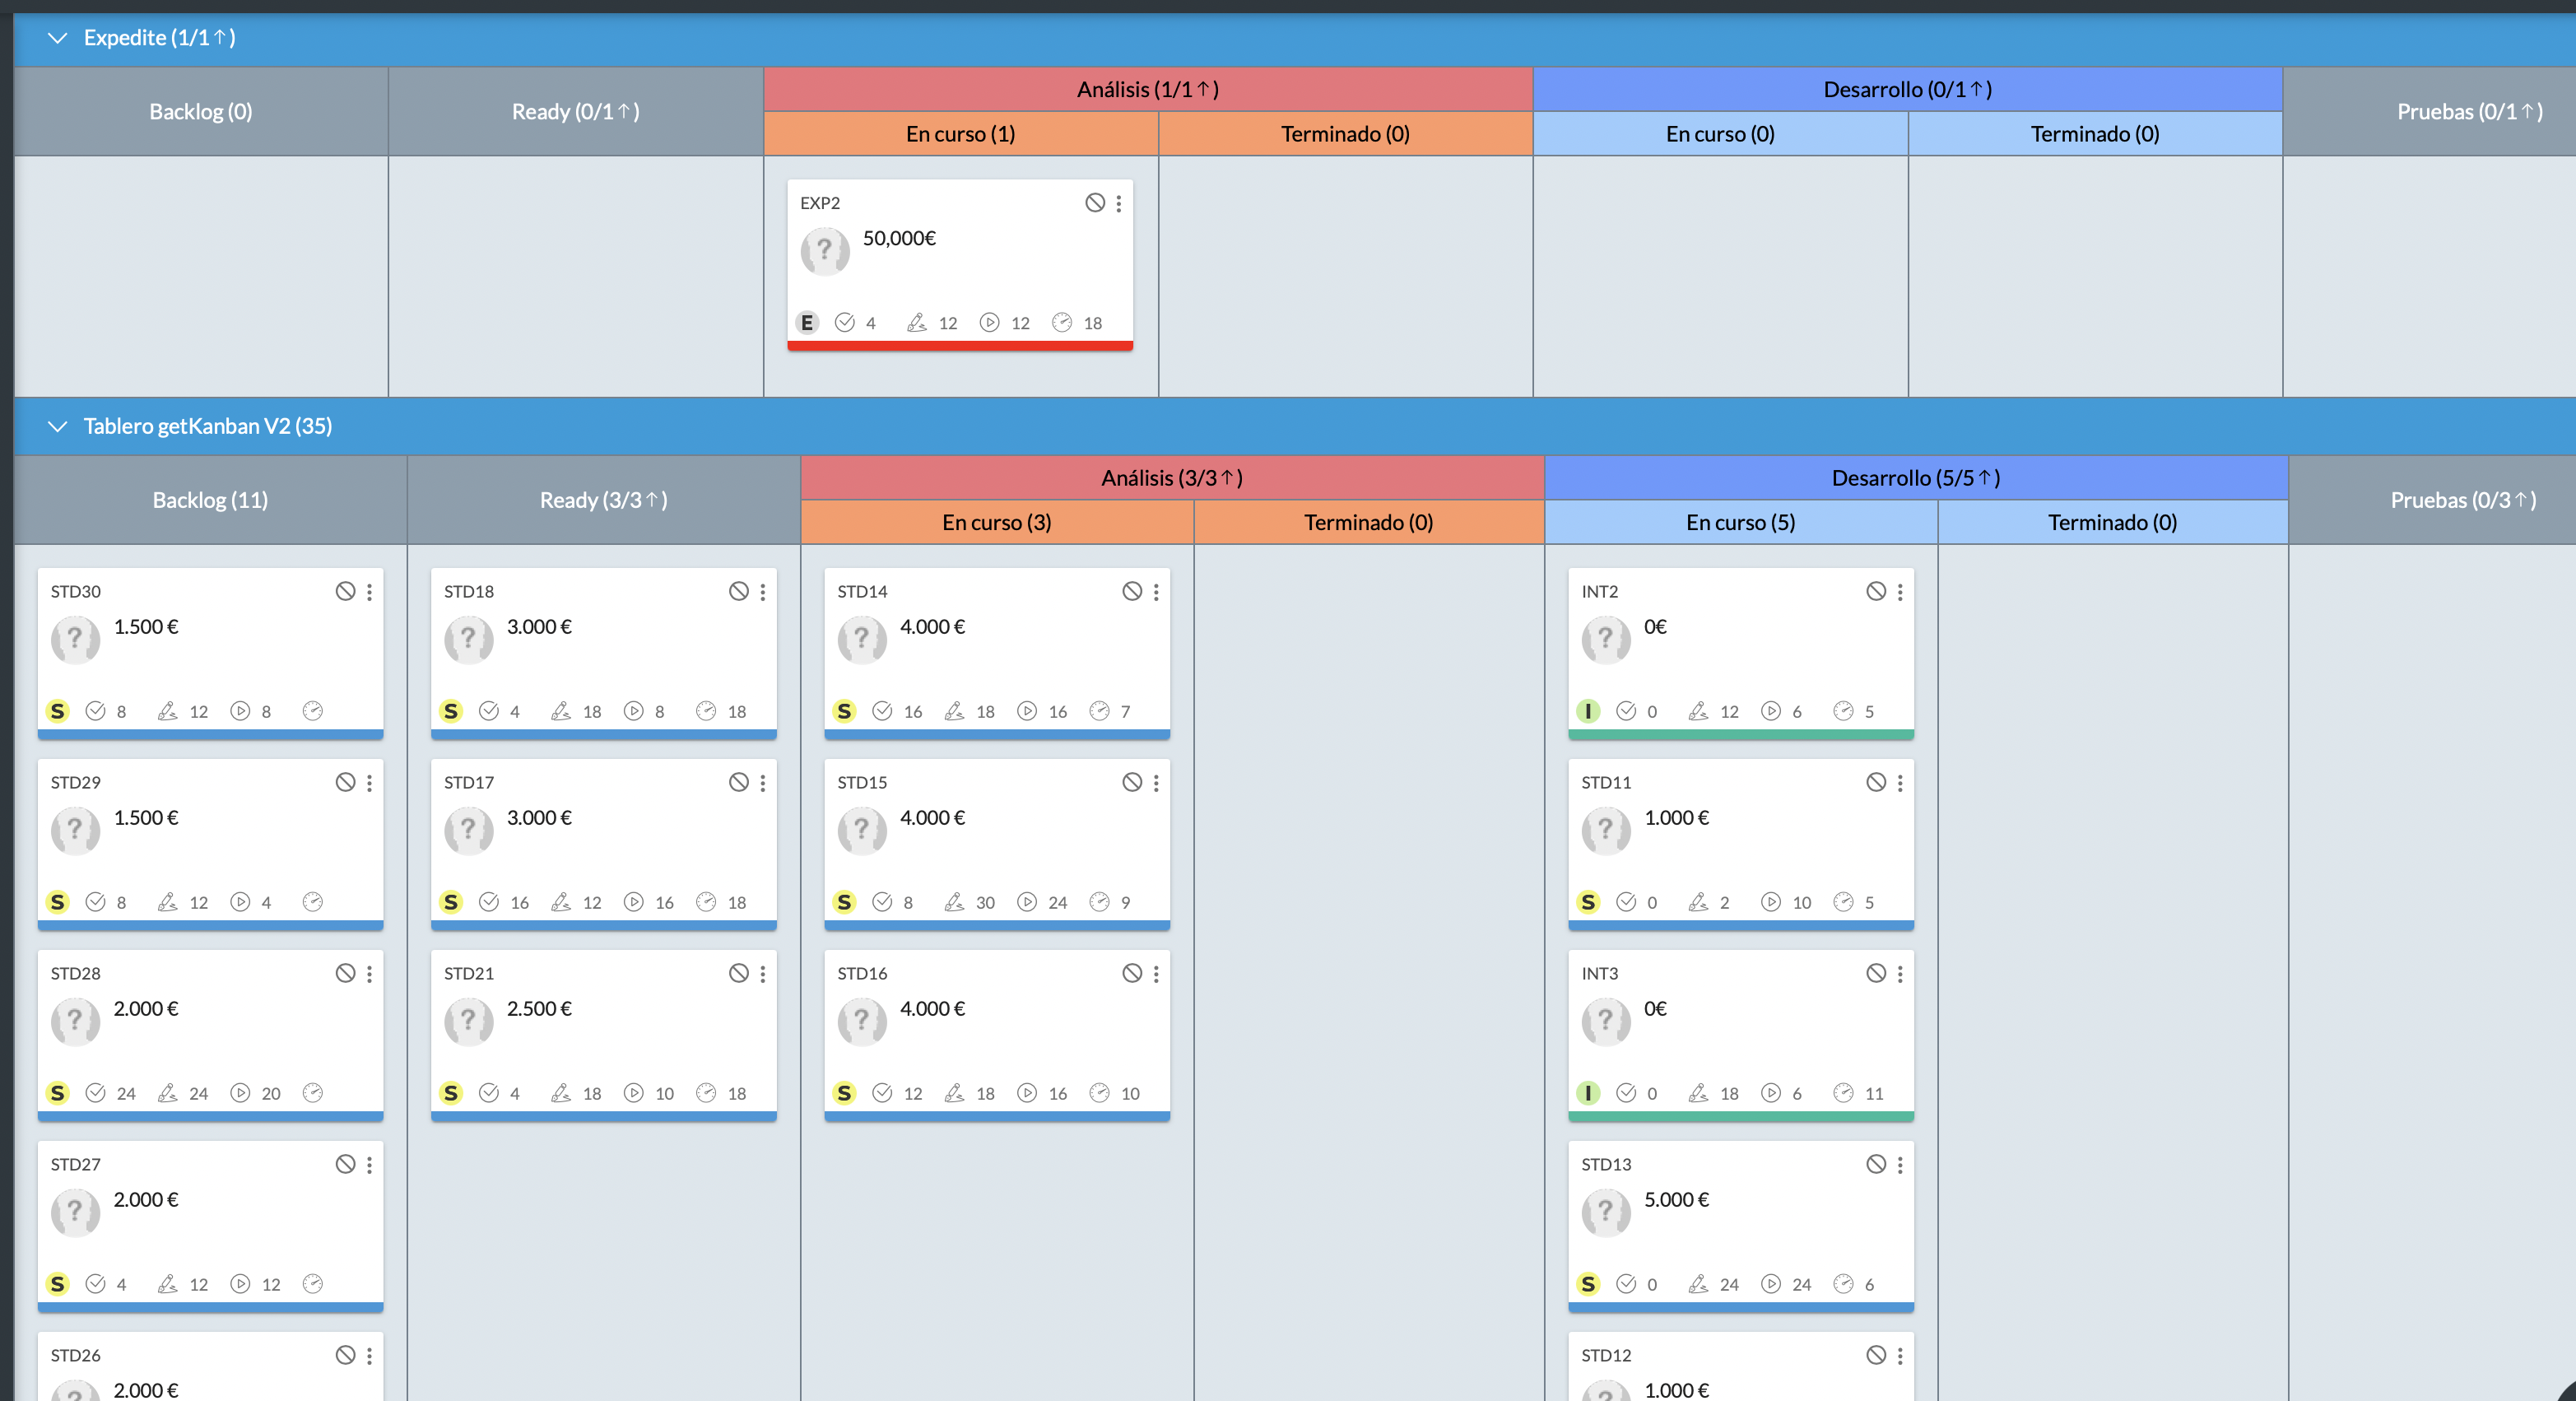 Expedite (1/1↑)
Backlog (0)
Ready (0/1↑)
Análisis (1/1↑)
En curso (1)
Terminado (0)
Desarrollo (0/1↑)
En curso (0)
Terminado (0)
Pruebas (0/1↑)
EXP2
?
50,000€
E 4 12 12 18
Tablero getKanban V2 (35)
Backlog (11)
Ready (3/3↑)
Análisis (3/3↑)
En curso (3)
Terminado (0)
Desarrollo (5/5↑)
En curso (5)
Terminado (0)
Pruebas (0/3↑)
STD30
?
1.500 €
S 8 12 8
STD29
?
1.500 €
S 8 12 4
STD28
?
2.000 €
S 24 24 20
STD27
?
2.000 €
S 4 12 12
STD26
?
2.000 €
STD18
?
3.000 €
S 4 18 8 18
STD17
?
3.000 €
S 16 12 16 18
STD21
?
2.500 €
S 4 18 10 18
STD14
?
4.000 €
S 16 18 16 7
STD15
?
4.000 €
S 8 30 24 9
STD16
?
4.000 €
S 12 18 16 10
INT2
?
0€
I 0 12 6 5
STD11
?
1.000 €
S 0 2 10 5
INT3
?
0€
I 0 18 6 11
STD13
?
5.000 €
S 0 24 24 6
STD12
?
1.000 €